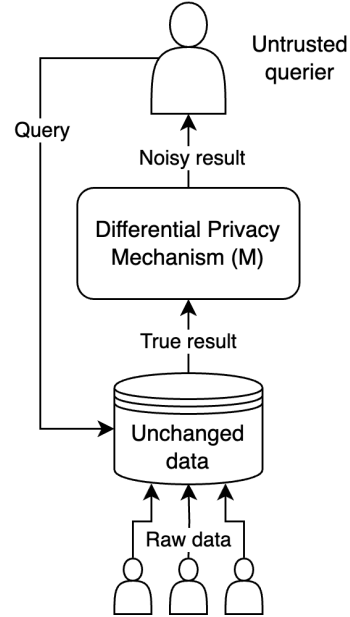 Untrusted
querier
Query
Noisy result
Differential Privacy
Mechanism (M)
True result
Unchanged
data
Raw data